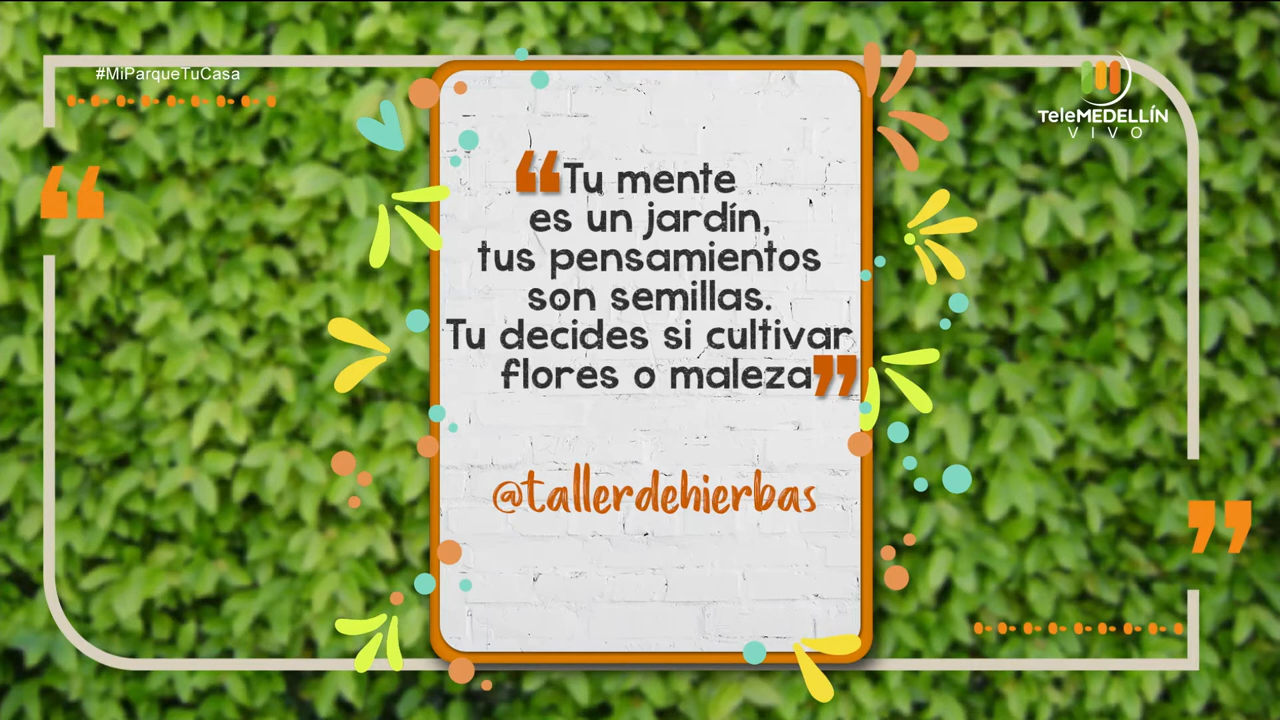 #MiParqueTuCasa
TeleMEDELLÍN
VIVO
“Tu mente
es un jardín,
tus pensamientos
son semillas.
Tu decides si cultivar
flores o maleza”
@tallerdehierbas